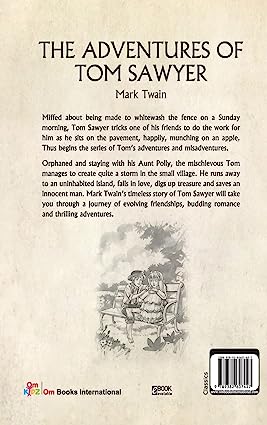 THE ADVENTURES OF
TOM SAWYER
Mark Twain
Miffed about being made to whitewash the fence on a Sunday
morning, Tom Sawyer tricks one of his friends to do the work for
him as he sits on the pavement, happily, munching on an apple.
Thus begins the series of Tom's adventures and misadventures.
Orphaned and staying with his Aunt Polly, the mischievous Tom
manages to create quite a storm in the small village. He runs away
to an uninhabited island, falls in love, digs up treasure and saves an
innocent man. Mark Twain's timeless story of Tom Sawyer will take
you through a journey of evolving friendships, budding romance
and thrilling adventures.
Om
KIDZ
Om Books International
EBOOK
available
Classics